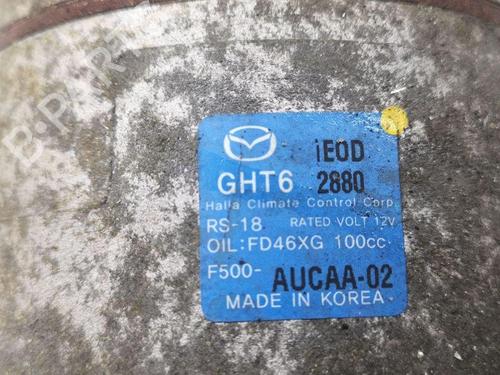 B-PARTS
iEOD
GHT6 2880
Halla Climate Control Corp.
RS-18 RATED VOLT 12V
OIL:FD46XG 100cc
F500- AUCAA-02
MADE IN KOREA